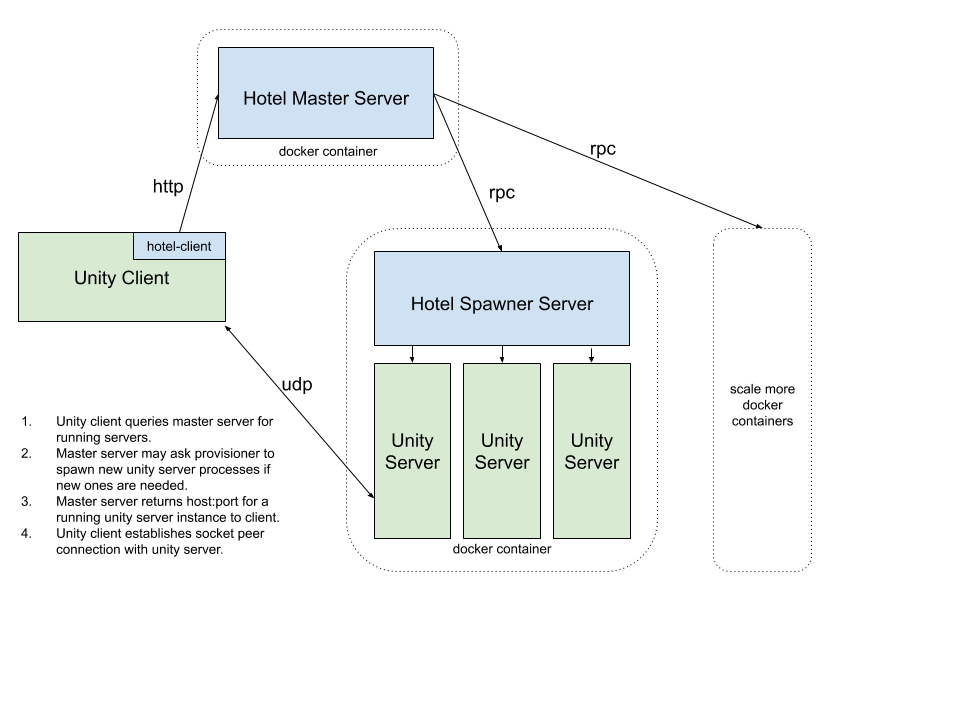 Hotel Master Server
docker container
rpc
http
rpc
hotel-client
Unity Client
Hotel Spawner Server
udp
scale more
docker
containers
Unity
Server
Unity
Server
Unity
Server
docker container
1. Unity client queries master server for
running servers.
2. Master server may ask provisioner to
spawn new unity server processes if
new ones are needed.
3. Master server returns host:port for a
running unity server instance to client.
4. Unity client establishes socket peer
connection with unity server.